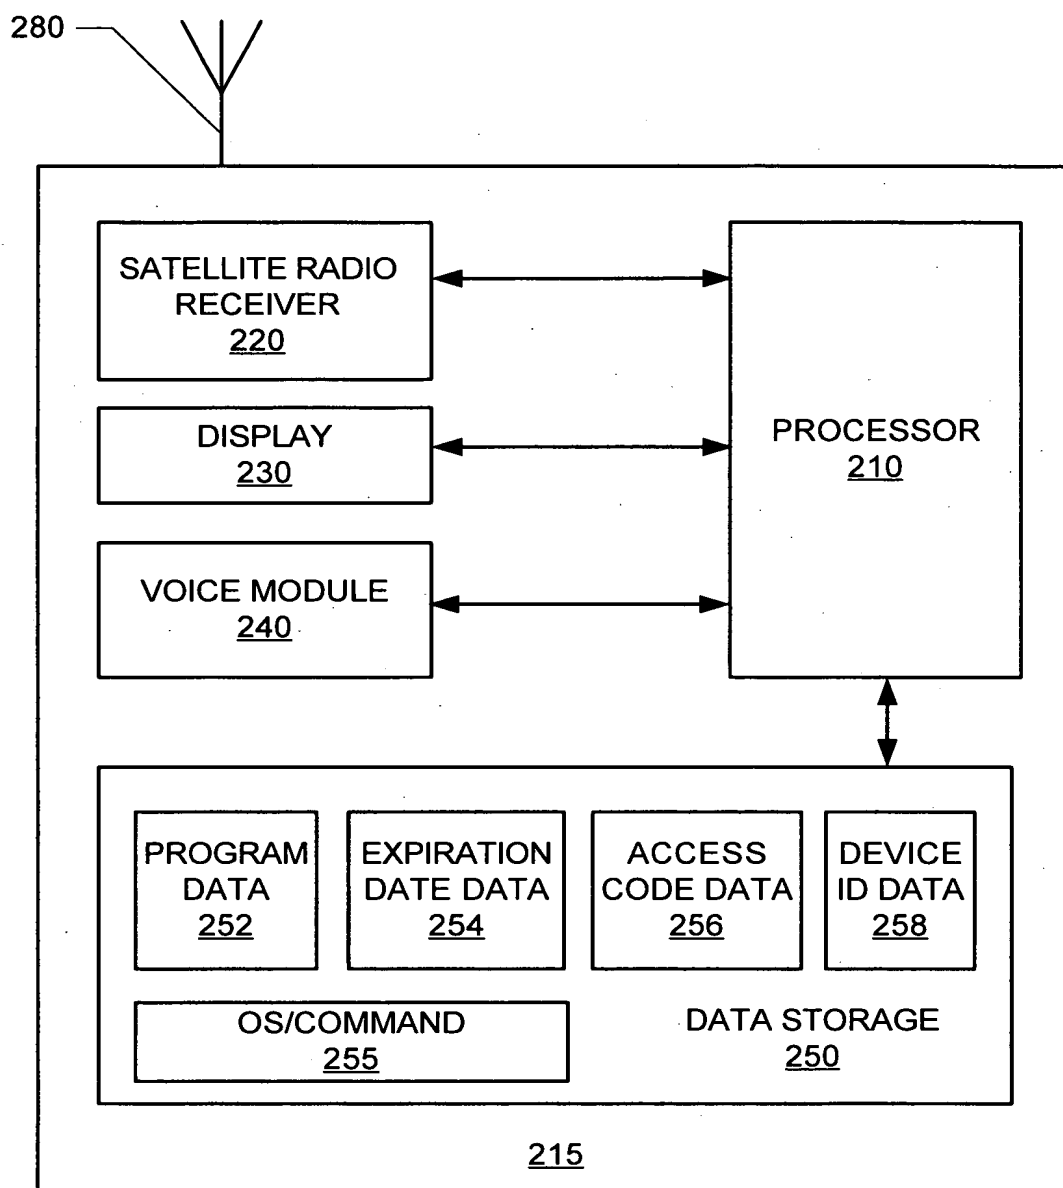 280
SATELLITE RADIO
RECEIVER
220
DISPLAY
230
VOICE MODULE
240
PROCESSOR
210
PROGRAM
DATA
252
EXPIRATION
DATE DATA
254
ACCESS
CODE DATA
256
DEVICE
ID DATA
258
OS/COMMAND
255
DATA STORAGE
250
215